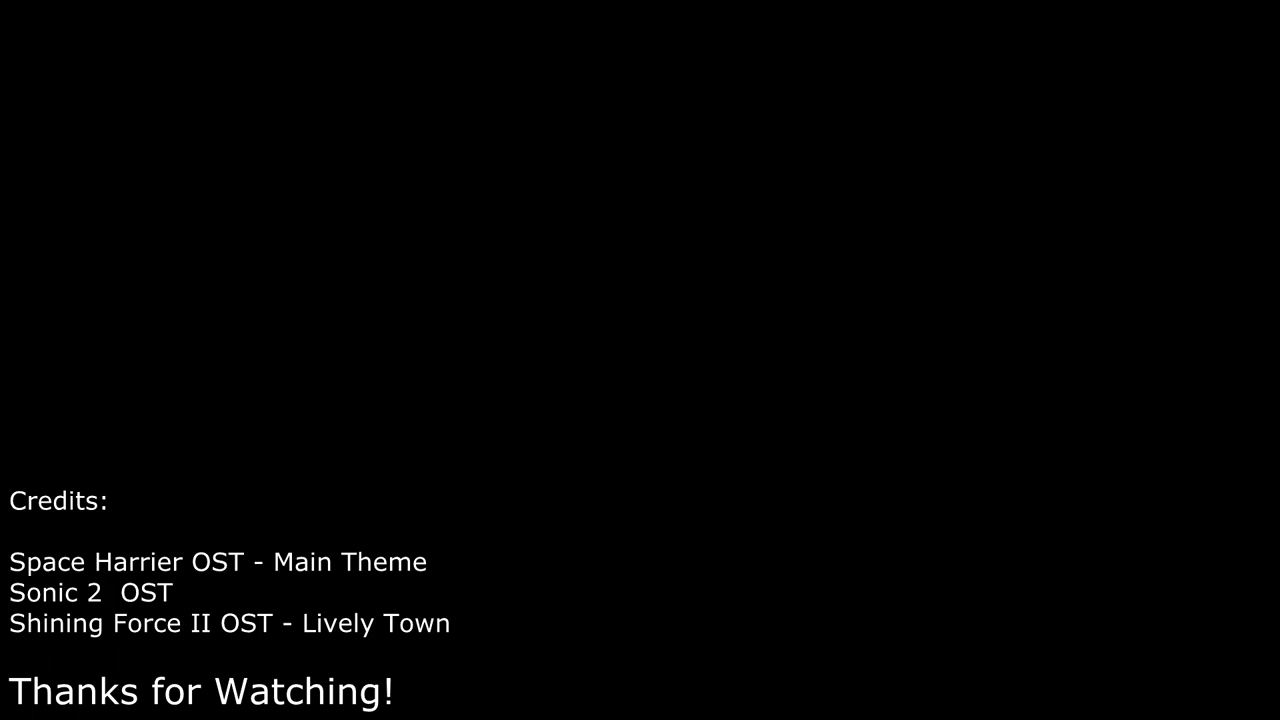 Credits:
Space Harrier OST - Main Theme
Sonic 2  OST
Shining Force II OST - Lively Town
Thanks for Watching!